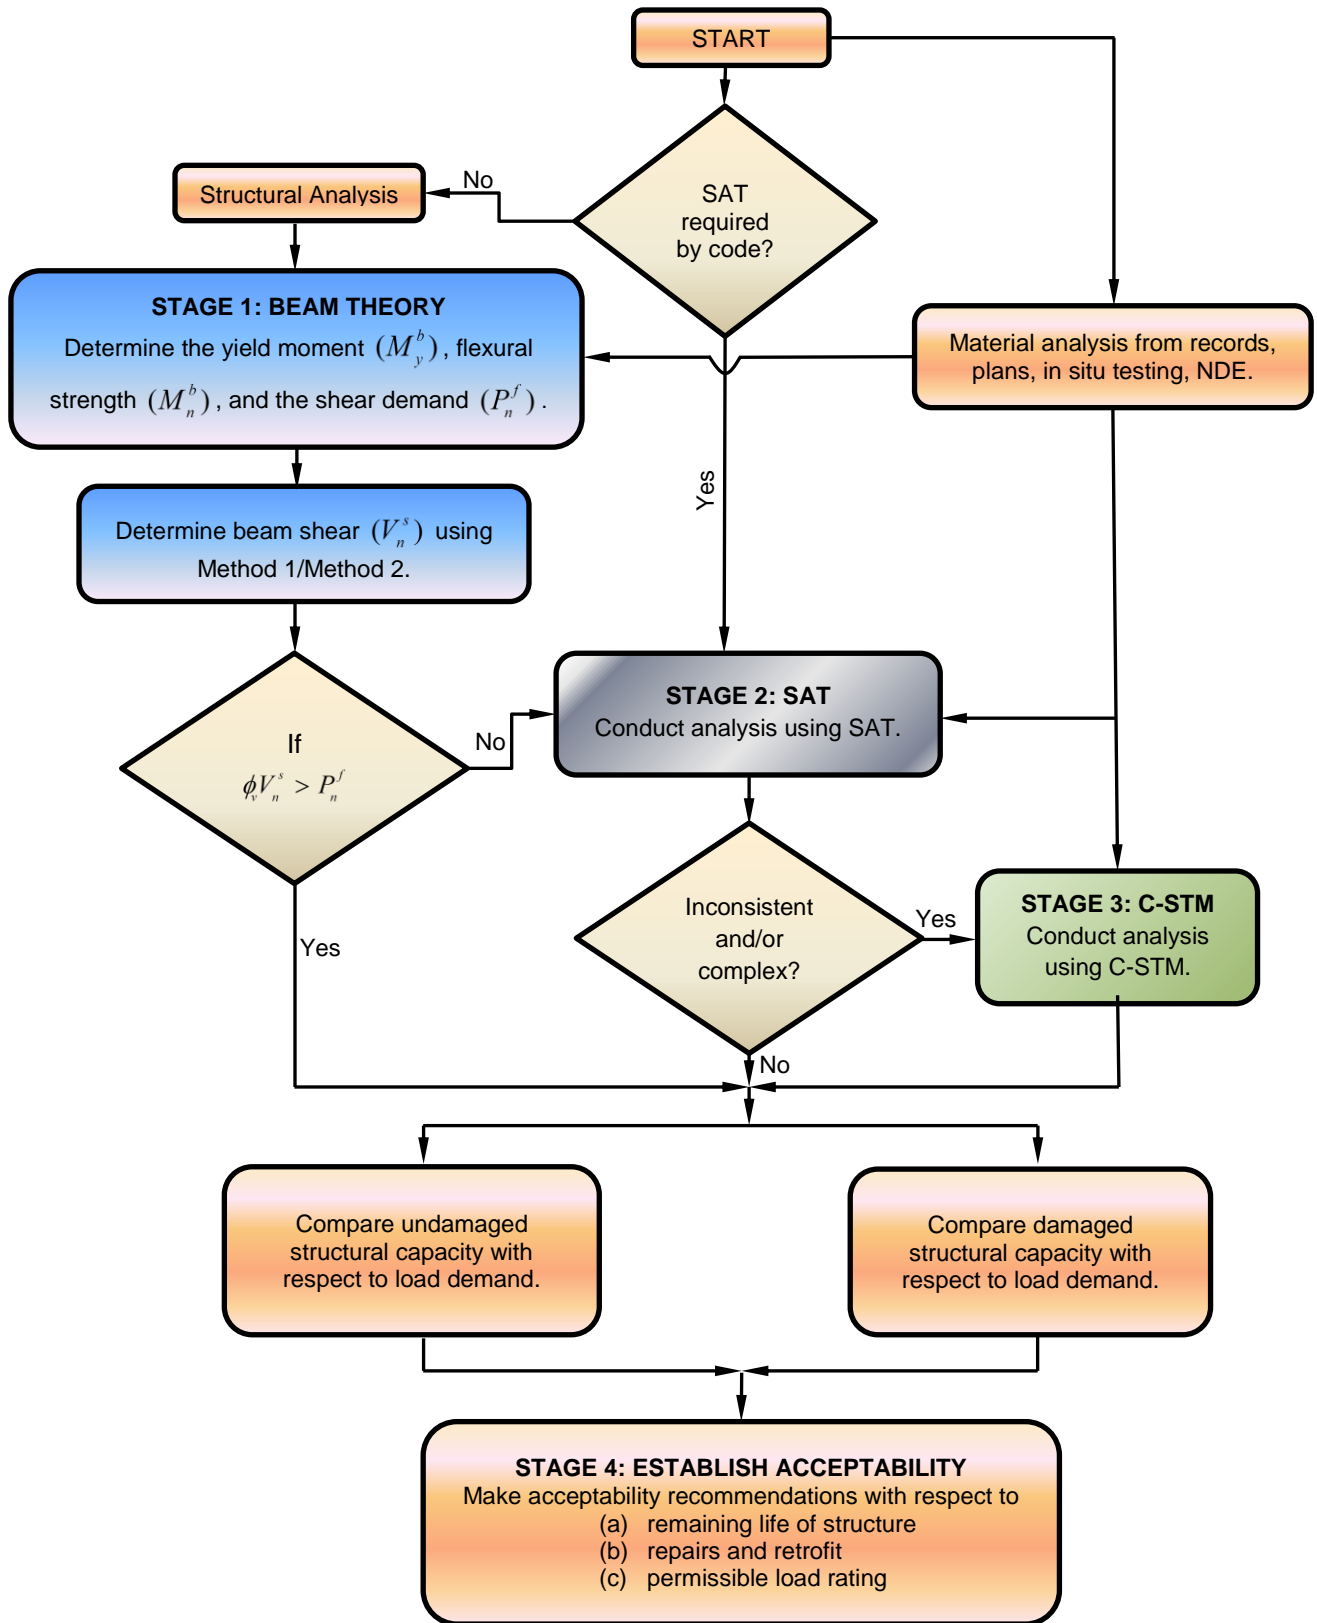 START
SAT
required
by code?
No
Structural Analysis
STAGE 1: BEAM THEORY
Determine the yield moment (M_y^b), flexural
strength (M_n^b), and the shear demand (P_n^f).
Material analysis from records,
plans, in situ testing, NDE.
Yes
Determine beam shear (V_n^s) using
Method 1/Method 2.
If
ϕ_v V_n^s > P_n^f
No
Yes
STAGE 2: SAT
Conduct analysis using SAT.
Inconsistent
and/or
complex?
Yes
No
STAGE 3: C-STM
Conduct analysis
using C-STM.
Compare undamaged
structural capacity with
respect to load demand.
Compare damaged
structural capacity with
respect to load demand.
STAGE 4: ESTABLISH ACCEPTABILITY
Make acceptability recommendations with respect to
(a) remaining life of structure
(b) repairs and retrofit
(c) permissible load rating